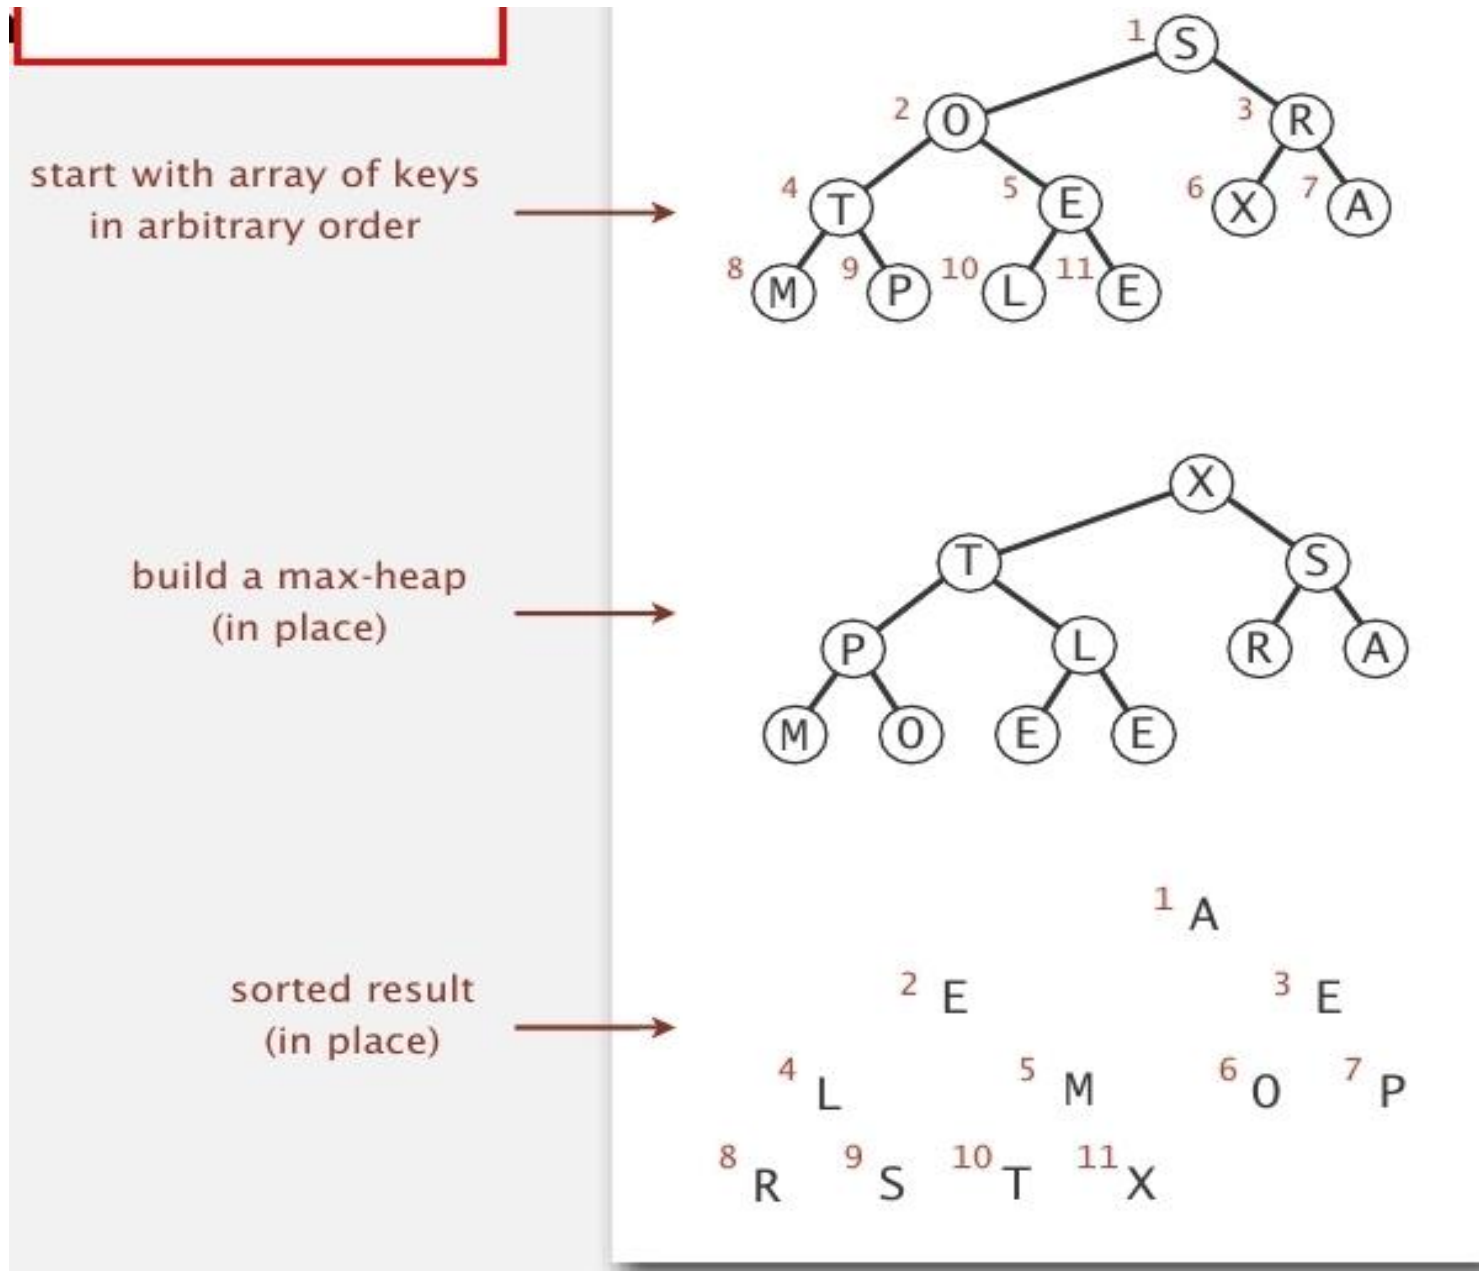 start with array of keys
in arbitrary order
1 S
2 O 3 R
4 T 5 E 6 X 7 A
8 M 9 P 10 L 11 E
build a max-heap
(in place)
X
T S
P L R A
M O E E
sorted result
(in place)
1 A
2 E 3 E
4 L 5 M 6 O 7 P
8 R 9 S 10 T 11 X